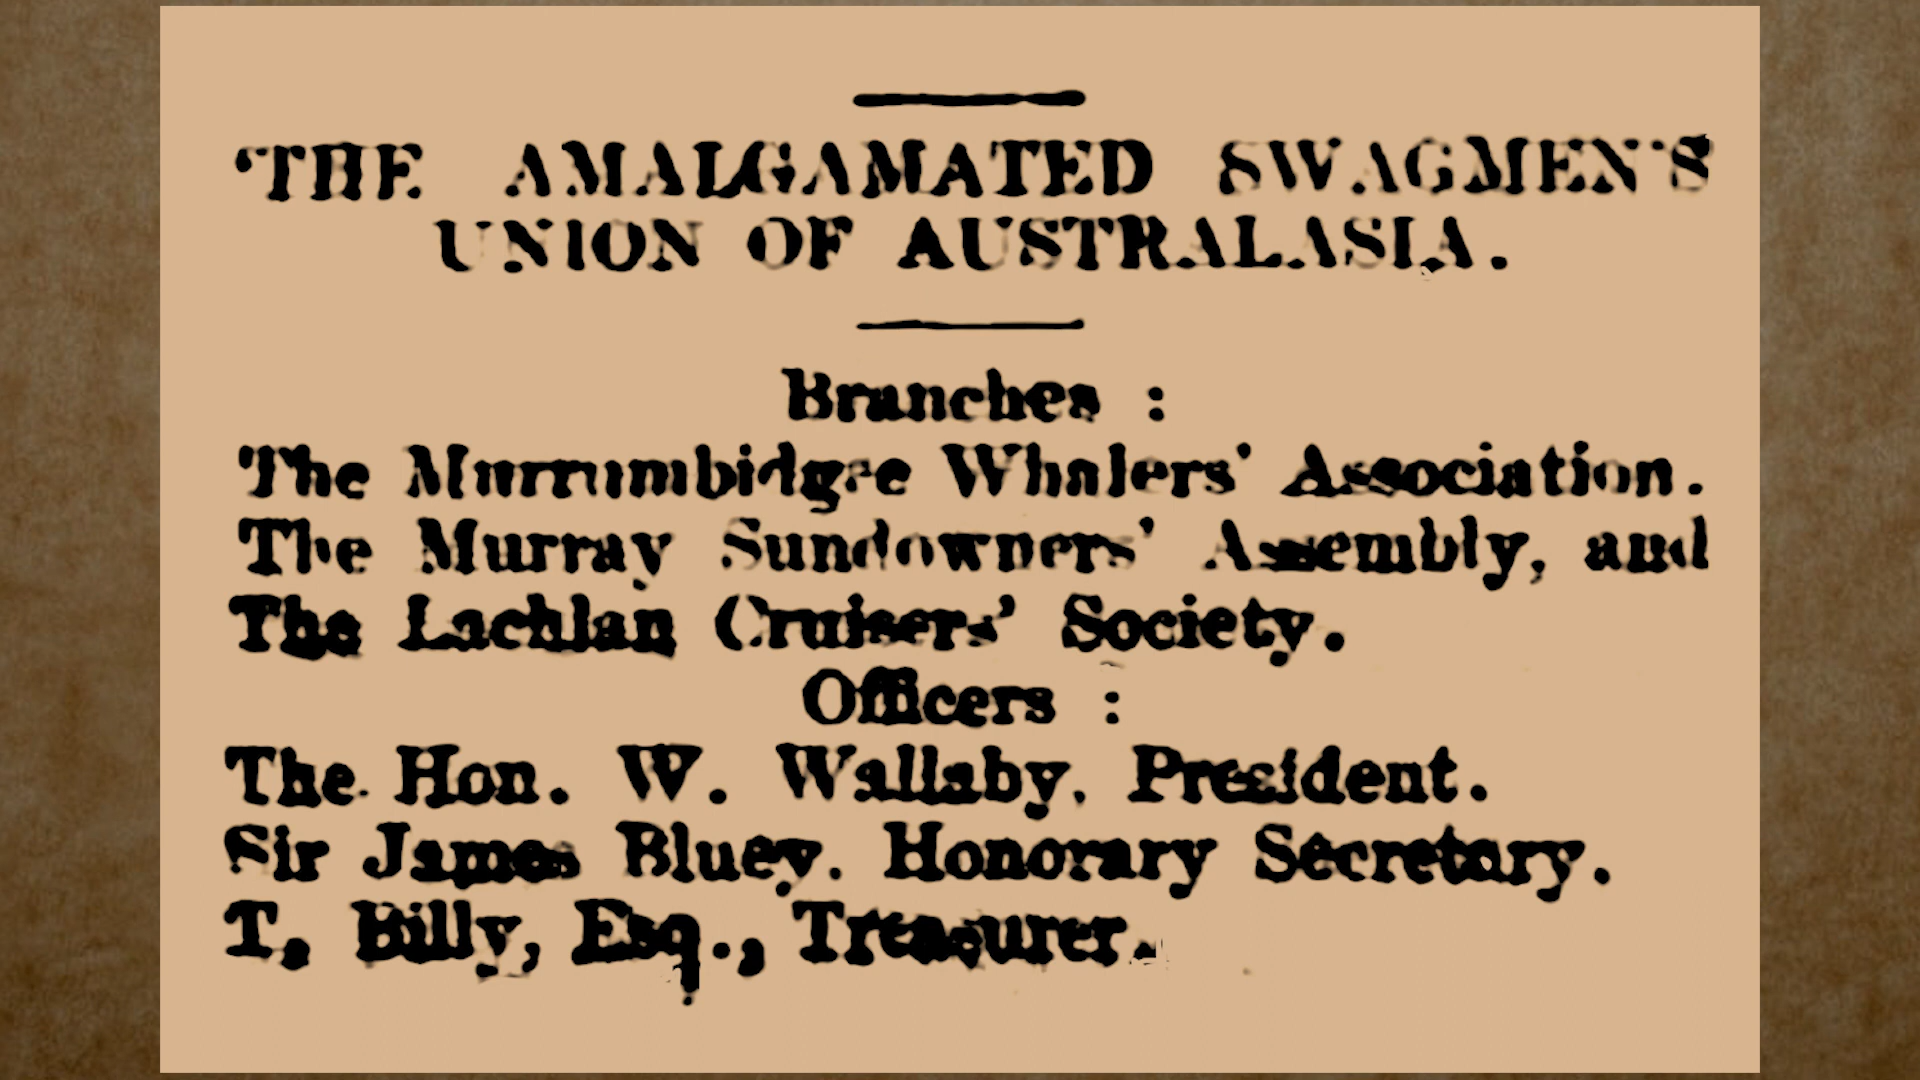 THE AMALGAMATED SWAGMEN'S
UNION OF AUSTRALASIA.
Branches :
The Murrumbidgee Whalers' Association.
The Murray Sundowners' Assembly, and
The Lachlan Cruisers' Society.
Officers :
The Hon. W. Wallaby. President.
Sir James Bluey. Honorary Secretary.
T, Billy, Esq., Treasurer.